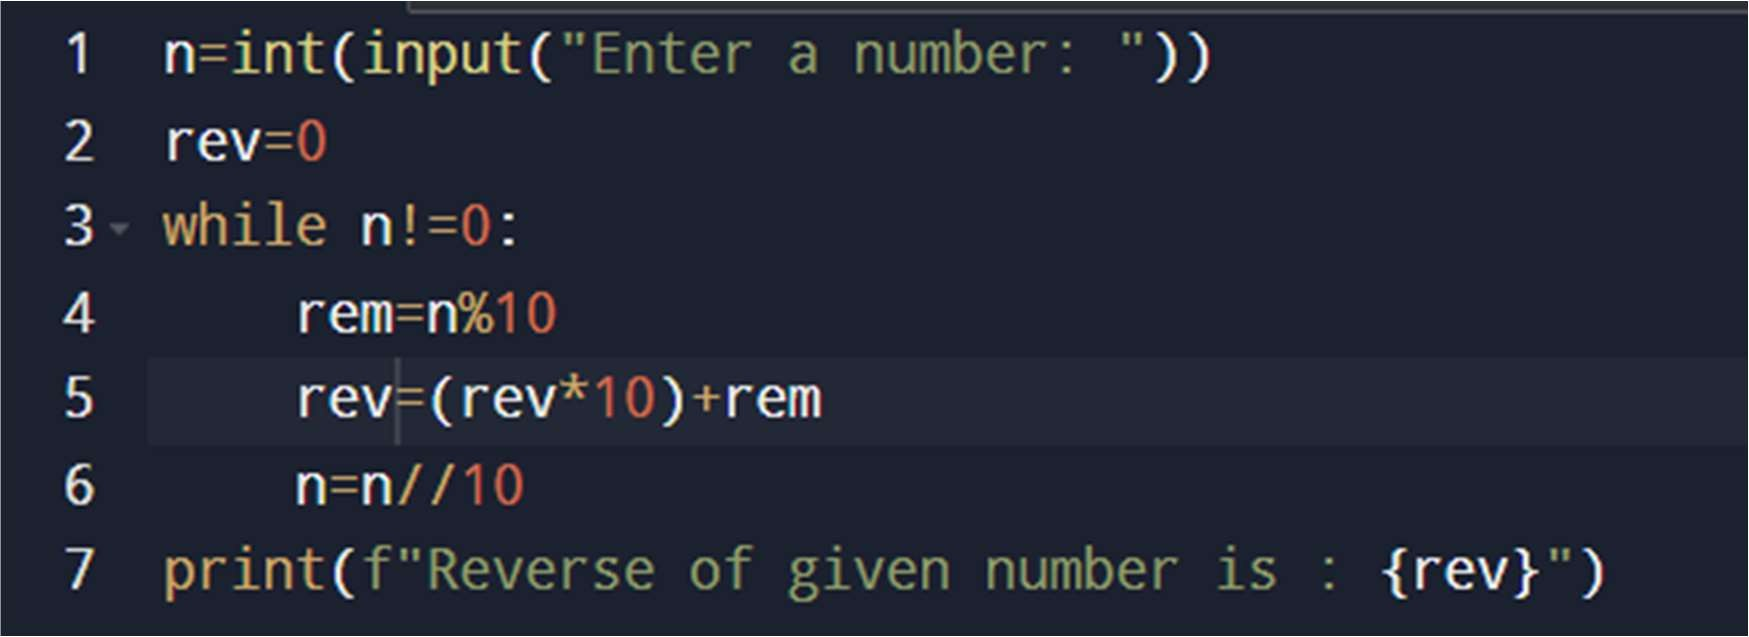 1 n=int(input("Enter a number: "))
2 rev=0
3 while n!=0:
4     rem=n%10
5     rev=(rev*10)+rem
6     n=n//10
7 print(f"Reverse of given number is : {rev}")